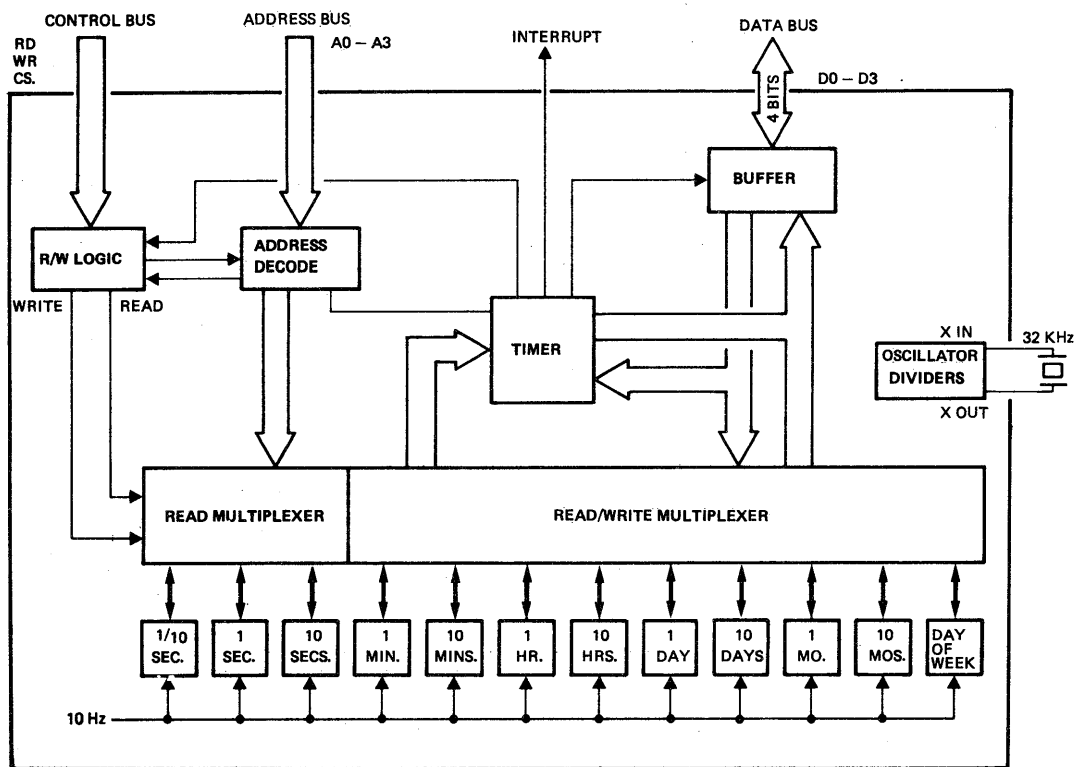 CONTROL BUS
ADDRESS BUS
DATA BUS
RD
WR
CS.
A0 – A3
INTERRUPT
D0 – D3
4 BITS
BUFFER
R/W LOGIC
ADDRESS
DECODE
WRITE
READ
TIMER
X IN
32 KHz
OSCILLATOR
DIVIDERS
X OUT
READ MULTIPLEXER
READ/WRITE MULTIPLEXER
1/10
SEC.
1
SEC.
10
SECS.
1
MIN.
10
MINS.
1
HR.
10
HRS.
1
DAY
10
DAYS
1
MO.
10
MOS.
DAY
OF
WEEK
10 Hz